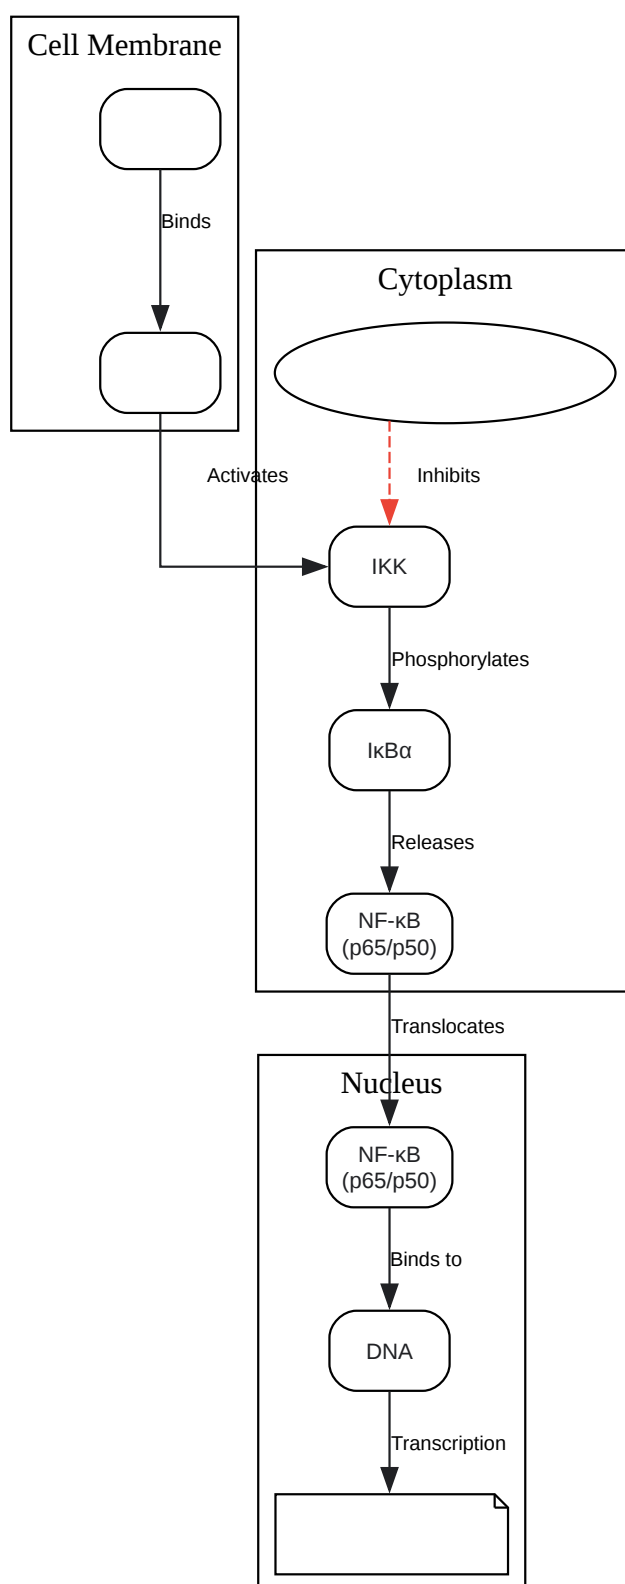 Cell Membrane
Binds
Cytoplasm
Activates
Inhibits
IKK
Phosphorylates
IκBα
Releases
NF-κB
(p65/p50)
Translocates
Nucleus
NF-κB
(p65/p50)
Binds to
DNA
Transcription